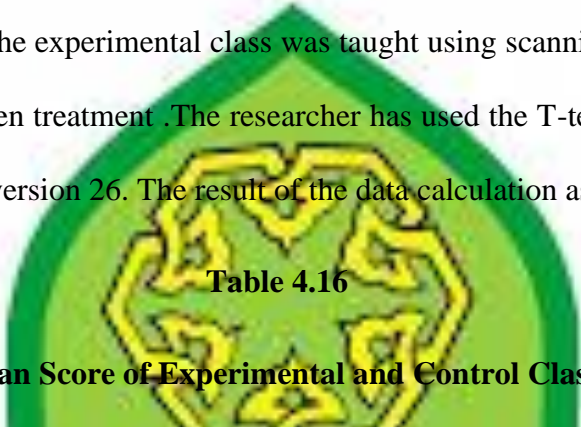 he experimental class was taught using scanni
en treatment .The researcher has used the T-te
version 26. The result of the data calculation a
Table 4.16
an Score of Experimental and Control Clas